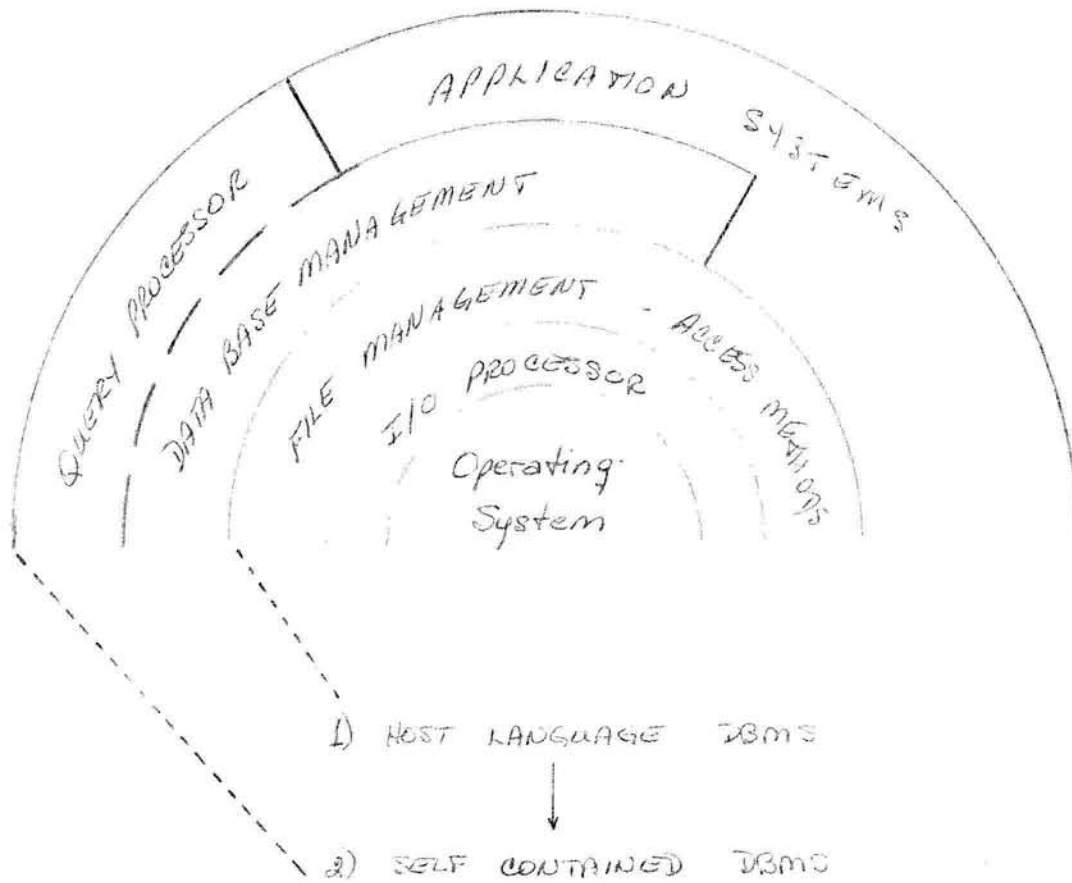 APPLICATION SYSTEMS
QUERY PROCESSOR
DATA BASE MANAGEMENT
FILE MANAGEMENT - ACCESS METHODS
I/O PROCESSOR
Operating
System
1) HOST LANGUAGE DBMS
2) SELF CONTAINED DBMS